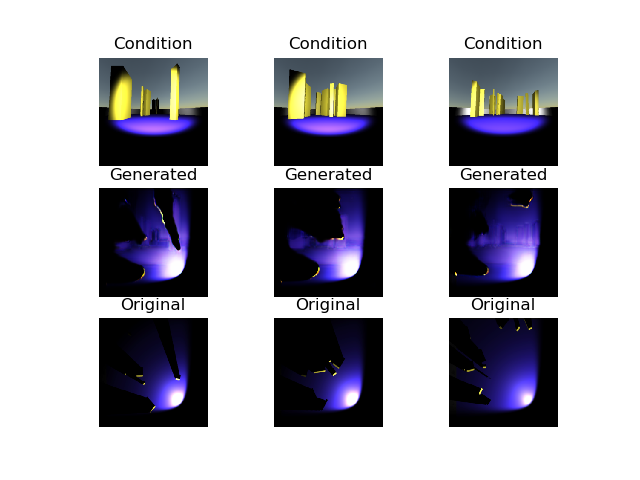 Condition Condition Condition
Generated Generated Generated
Original Original Original